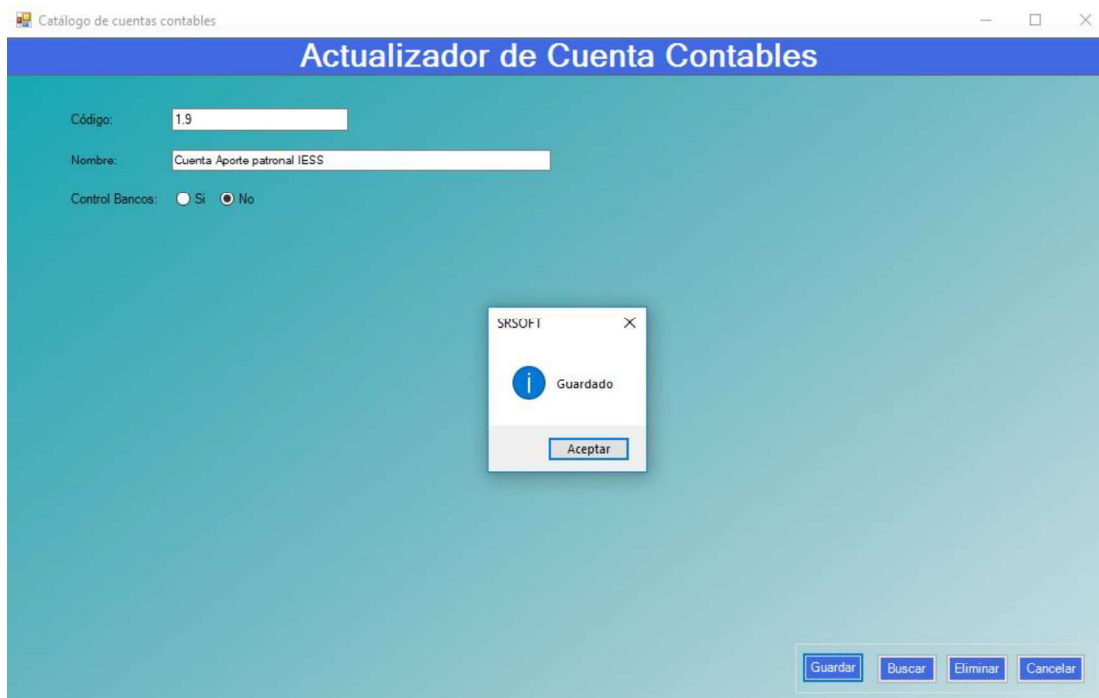 Catálogo de cuentas contables
Actualizador de Cuenta Contables
Código: 1.9
Nombre: Cuenta Aporte patronal IESS
Control Bancos: Si No
SRSOFT
Guardado
Aceptar
Guardar Buscar Eliminar Cancelar